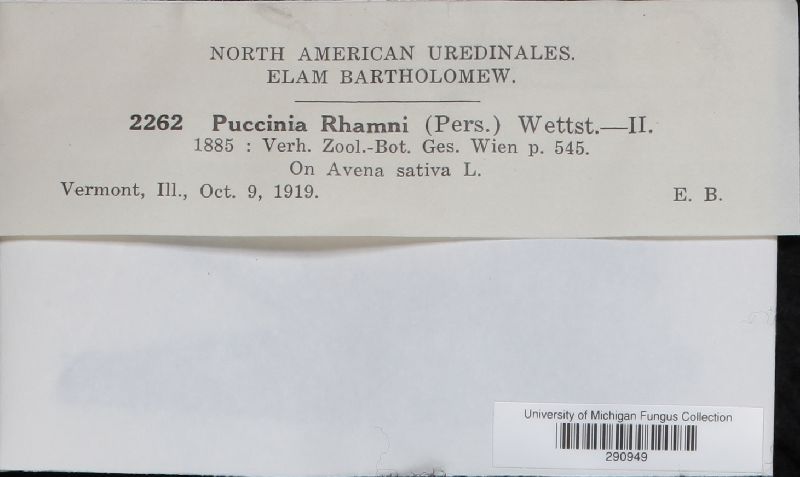 NORTH AMERICAN UREDINALES.
ELAM BARTHOLOMEW.
2262 Puccinia Rhamni (Pers.) Wettst.—II.
1885 : Verh. Zool.-Bot. Ges. Wien p. 545.
On Avena sativa L.
Vermont, Ill., Oct. 9, 1919. E. B.
University of Michigan Fungus Collection
290949